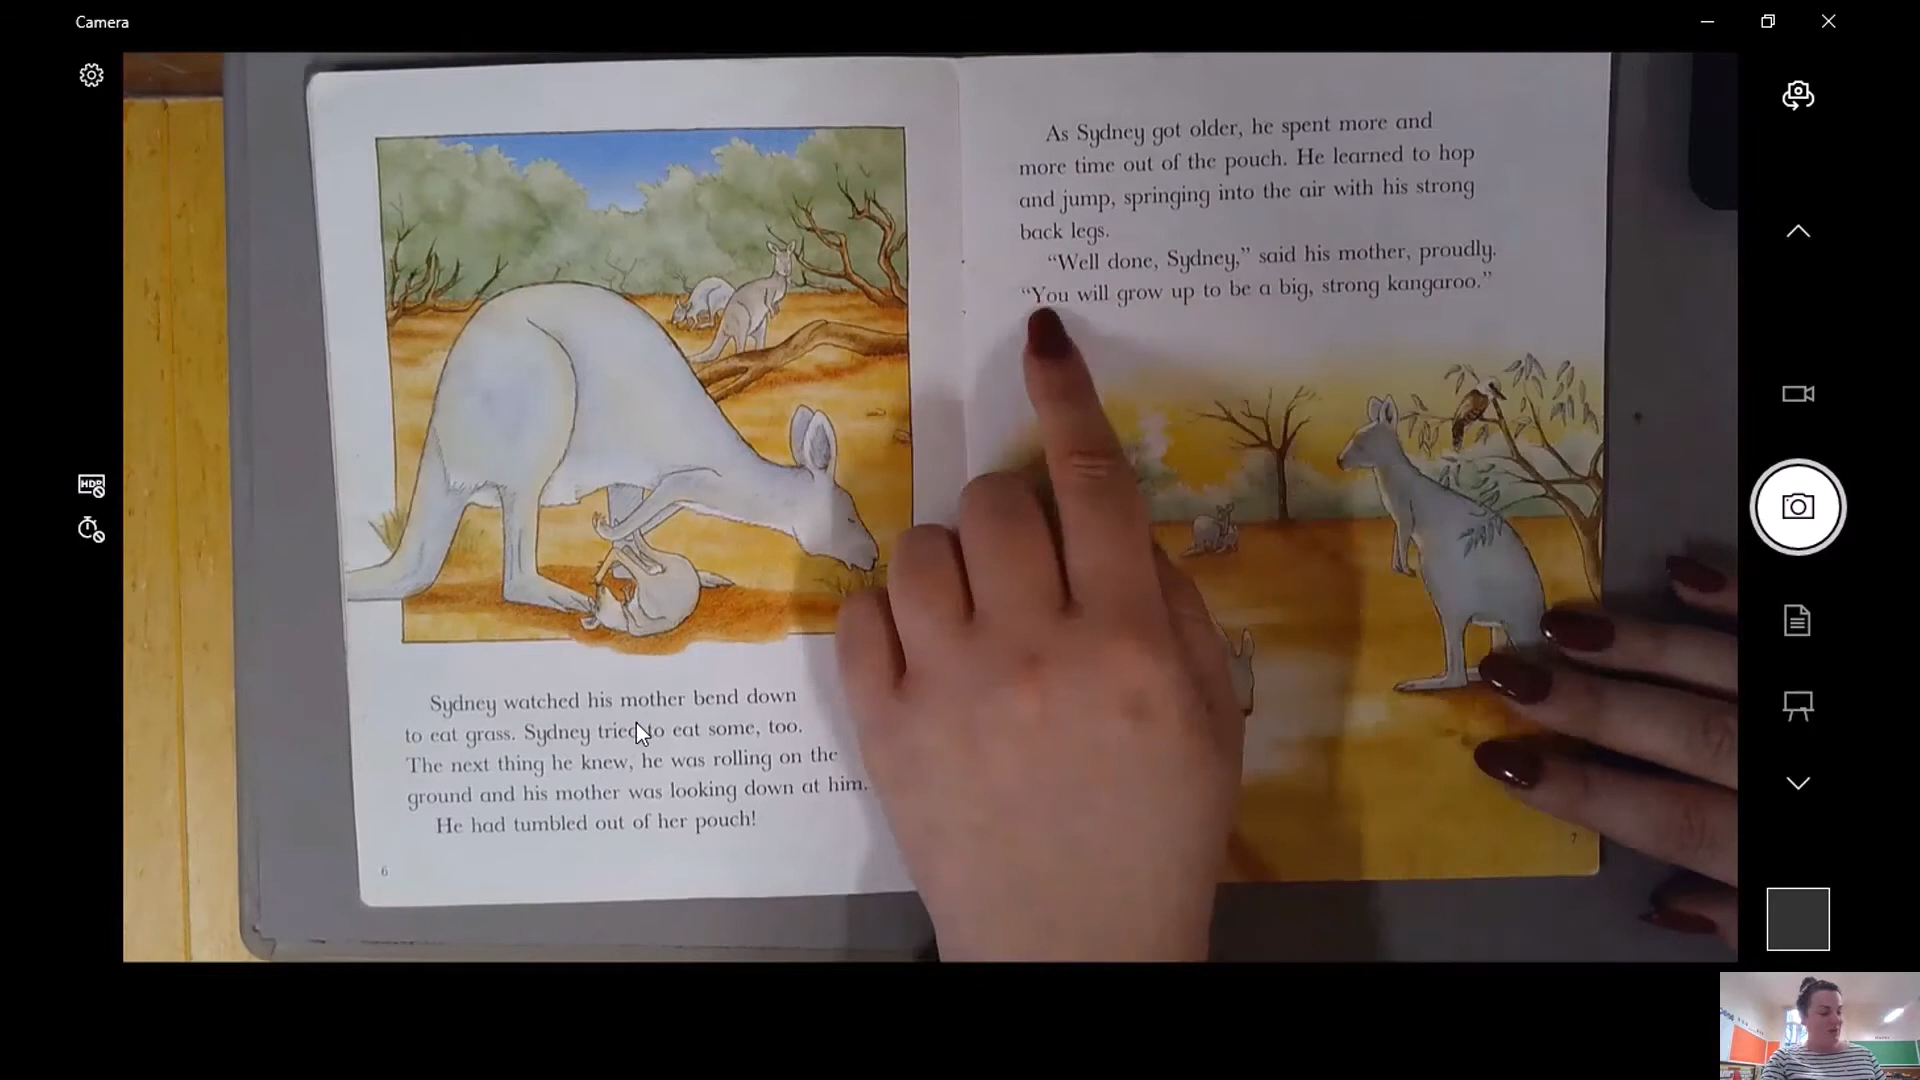 Camera
HDR
Sydney watched his mother bend down
to eat grass. Sydney tried to eat some, too.
The next thing he knew, he was rolling on the
ground and his mother was looking down at him.
He had tumbled out of her pouch!
6
As Sydney got older, he spent more and
more time out of the pouch. He learned to hop
and jump, springing into the air with his strong
back legs.
“Well done, Sydney,” said his mother, proudly.
“You will grow up to be a big, strong kangaroo.”
7